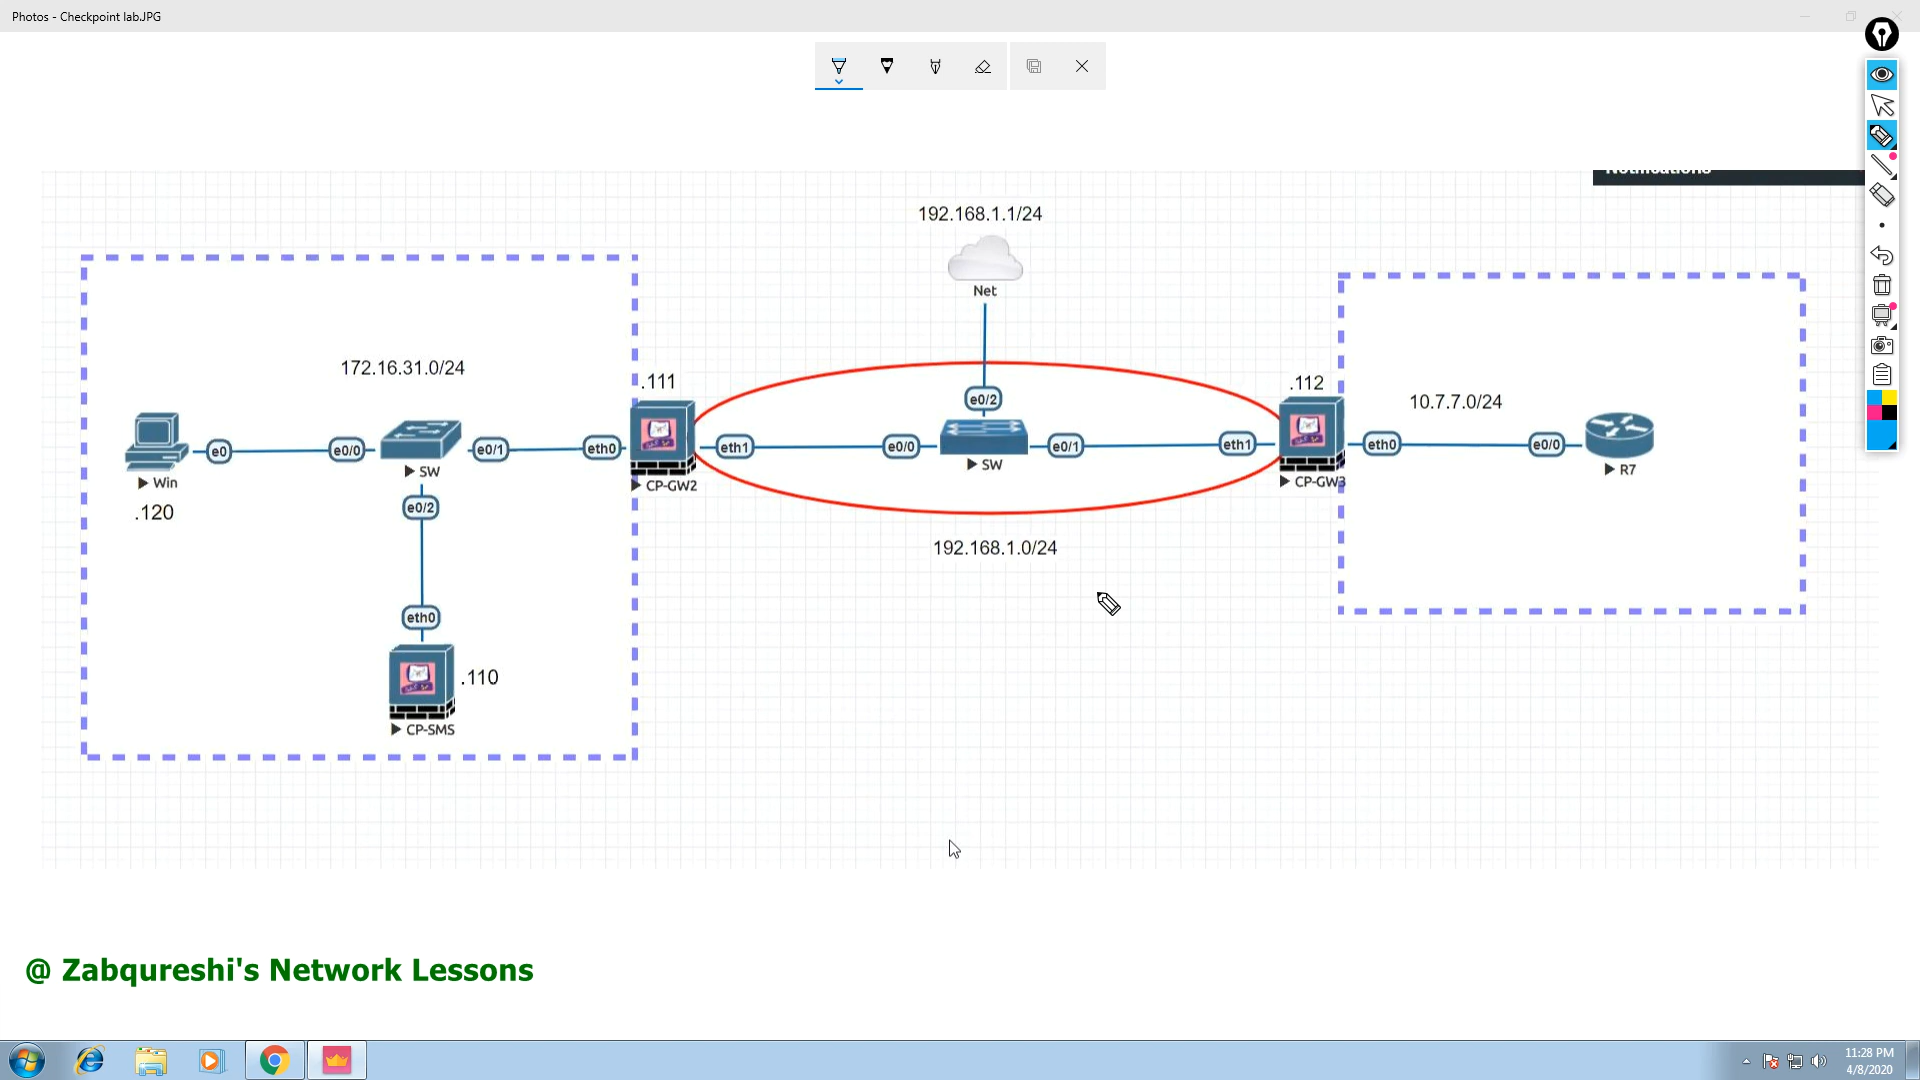 Photos - Checkpoint lab.JPG
192.168.1.1/24
Net
172.16.31.0/24
.111
.112
10.7.7.0/24
e0/2
e0
e0/0
e0/1
eth0
eth1
e0/0
e0/1
eth1
eth0
e0/0
SW
SW
R7
Win
CP-GW2
CP-GW3
.120
e0/2
192.168.1.0/24
eth0
.110
CP-SMS
@ Zabqureshi's Network Lessons
11:28 PM
4/8/2020